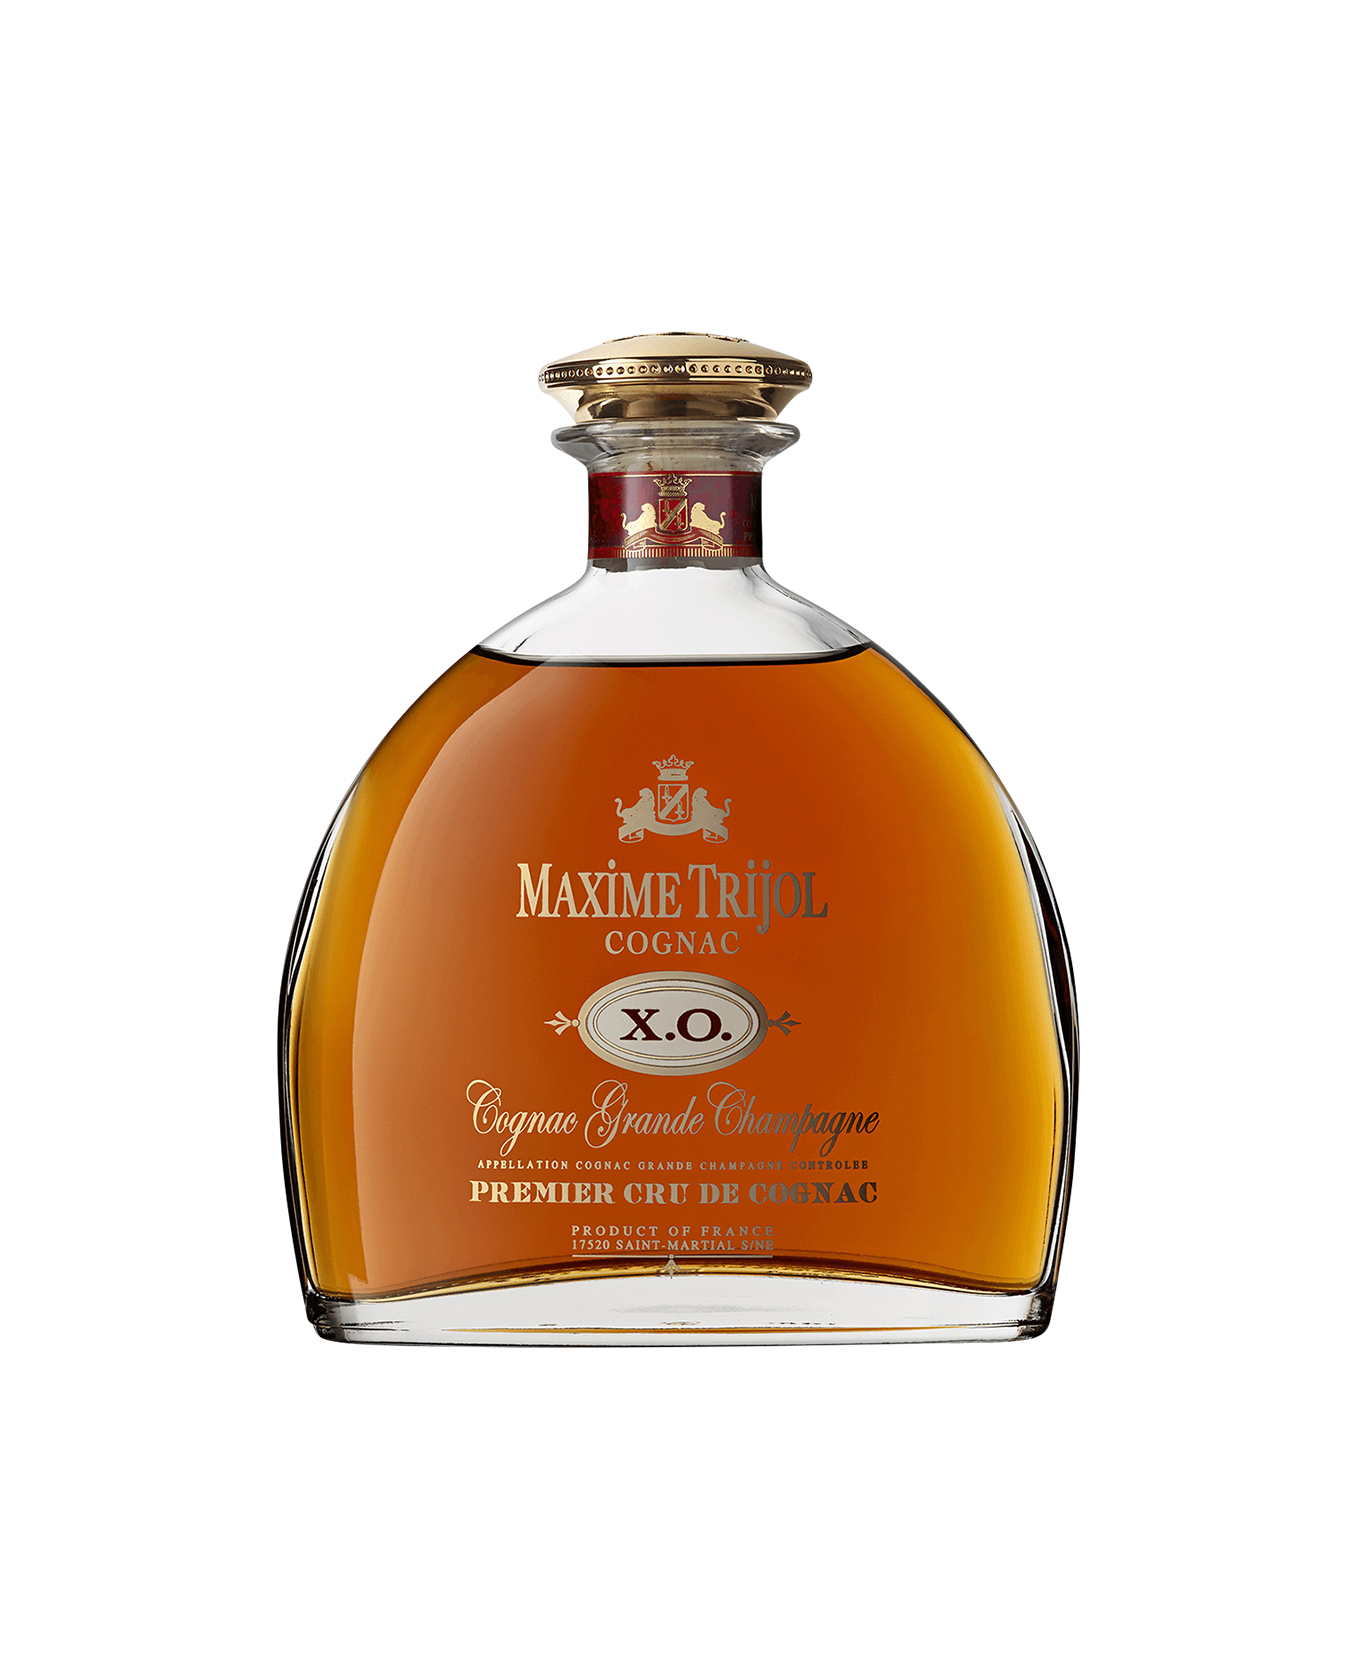 MAXIME TRIJOL
COGNAC
X.O.
Cognac Grande Champagne
APPELLATION COGNAC GRANDE CHAMPAGNE CONTROLEE
PREMIER CRU DE COGNAC
PRODUCT OF FRANCE
17520 SAINT-MARTIAL S/NE